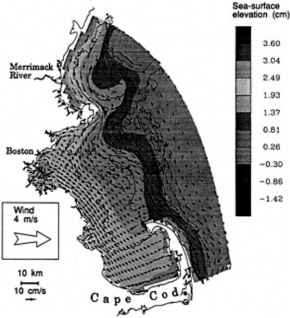 Sea-surface
elevation (cm)
3.60
3.04
2.49
1.93
1.37
0.81
0.26
-0.30
-0.86
-1.42
Merrimack
River
Boston
Wind
4 m/s
10 km
10 cm/s
Cape Cod